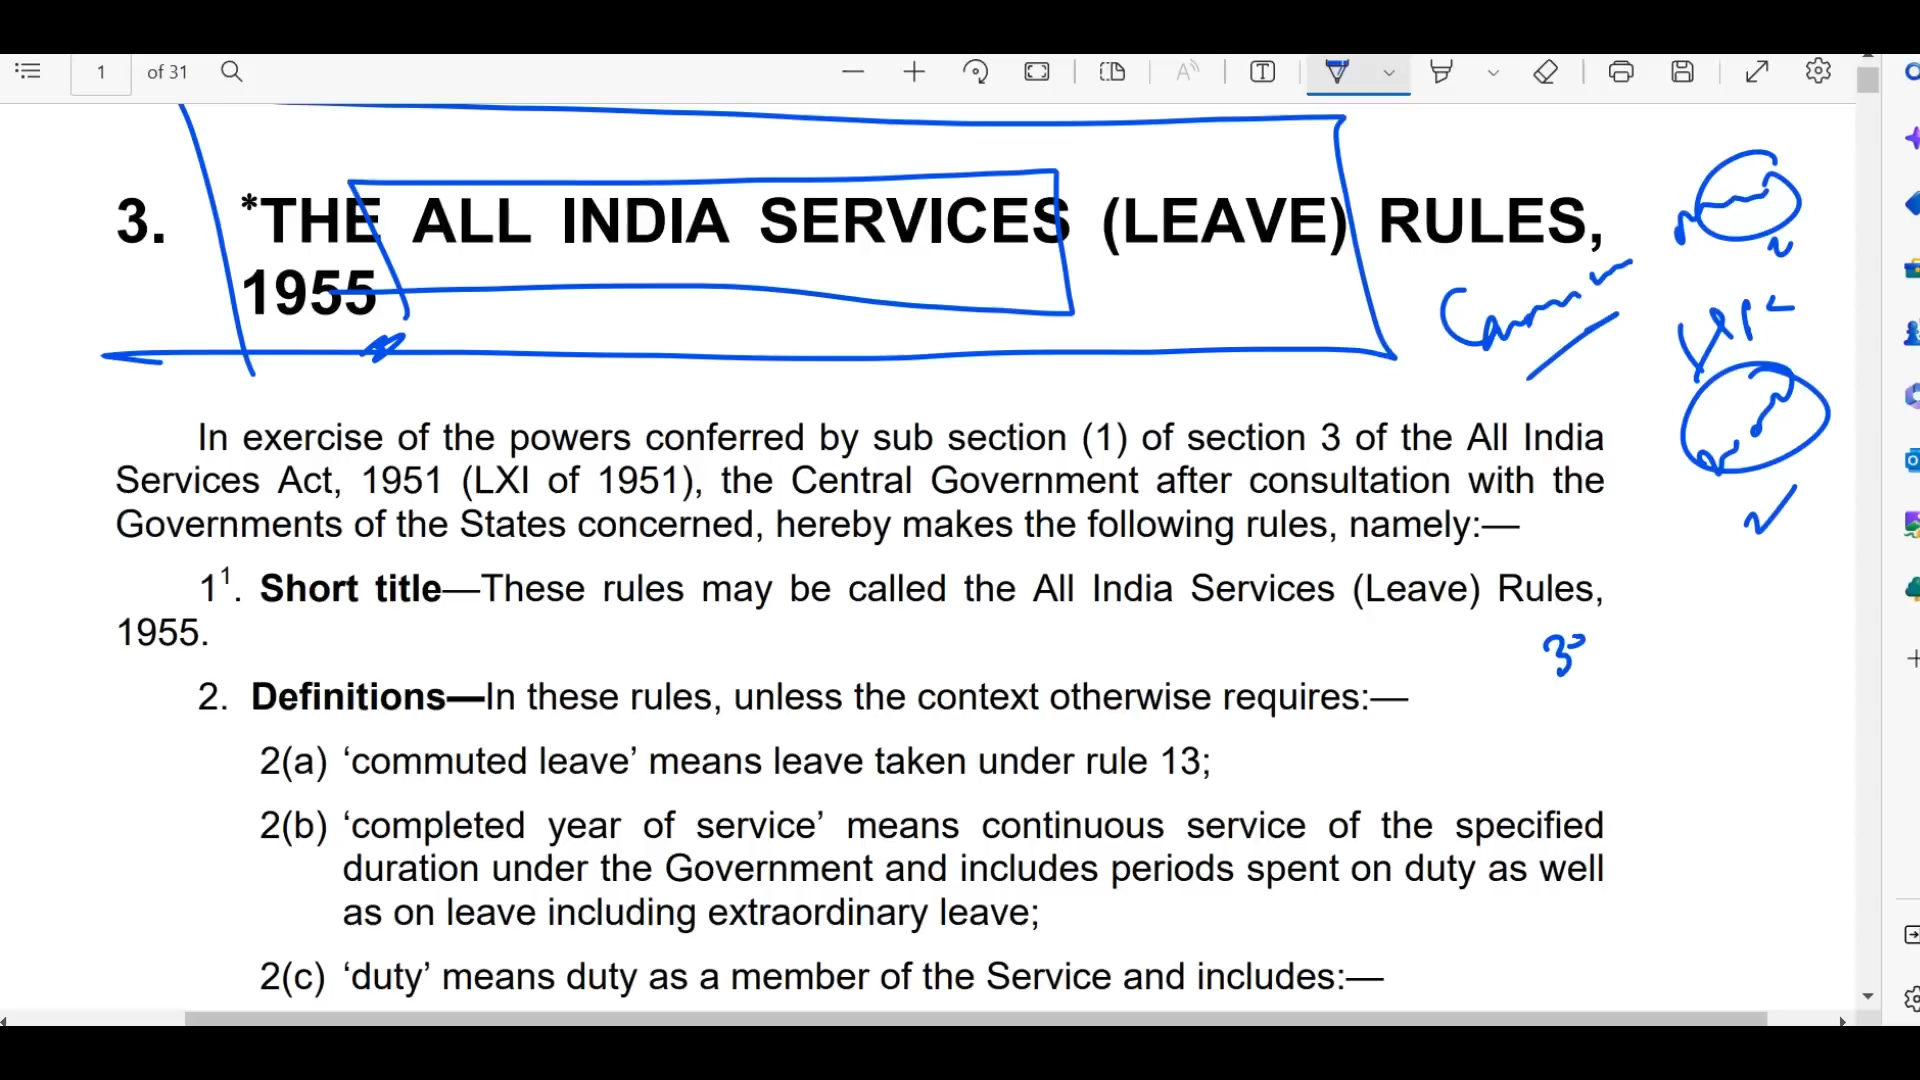 1 of 31
3. *THE ALL INDIA SERVICES (LEAVE) RULES,
1955
In exercise of the powers conferred by sub section (1) of section 3 of the All India
Services Act, 1951 (LXI of 1951), the Central Government after consultation with the
Governments of the States concerned, hereby makes the following rules, namely:—
1¹. Short title—These rules may be called the All India Services (Leave) Rules,
1955.
2. Definitions—In these rules, unless the context otherwise requires:—
2(a) ‘commuted leave’ means leave taken under rule 13;
2(b) ‘completed year of service’ means continuous service of the specified
duration under the Government and includes periods spent on duty as well
as on leave including extraordinary leave;
2(c) ‘duty’ means duty as a member of the Service and includes:—